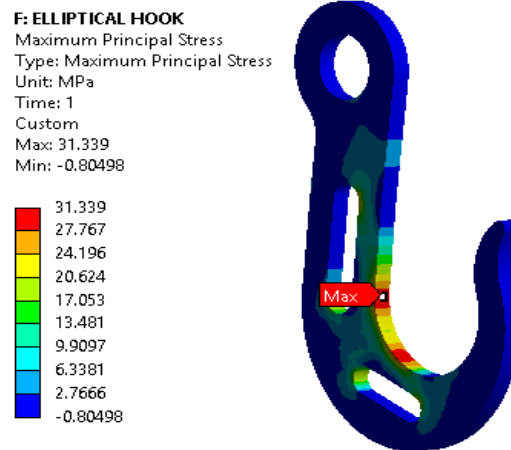 F: ELLIPTICAL HOOK
Maximum Principal Stress
Type: Maximum Principal Stress
Unit: MPa
Time: 1
Custom
Max: 31.339
Min: -0.80498
31.339
27.767
24.196
20.624
17.053
13.481
9.9097
6.3381
2.7666
-0.80498
Max